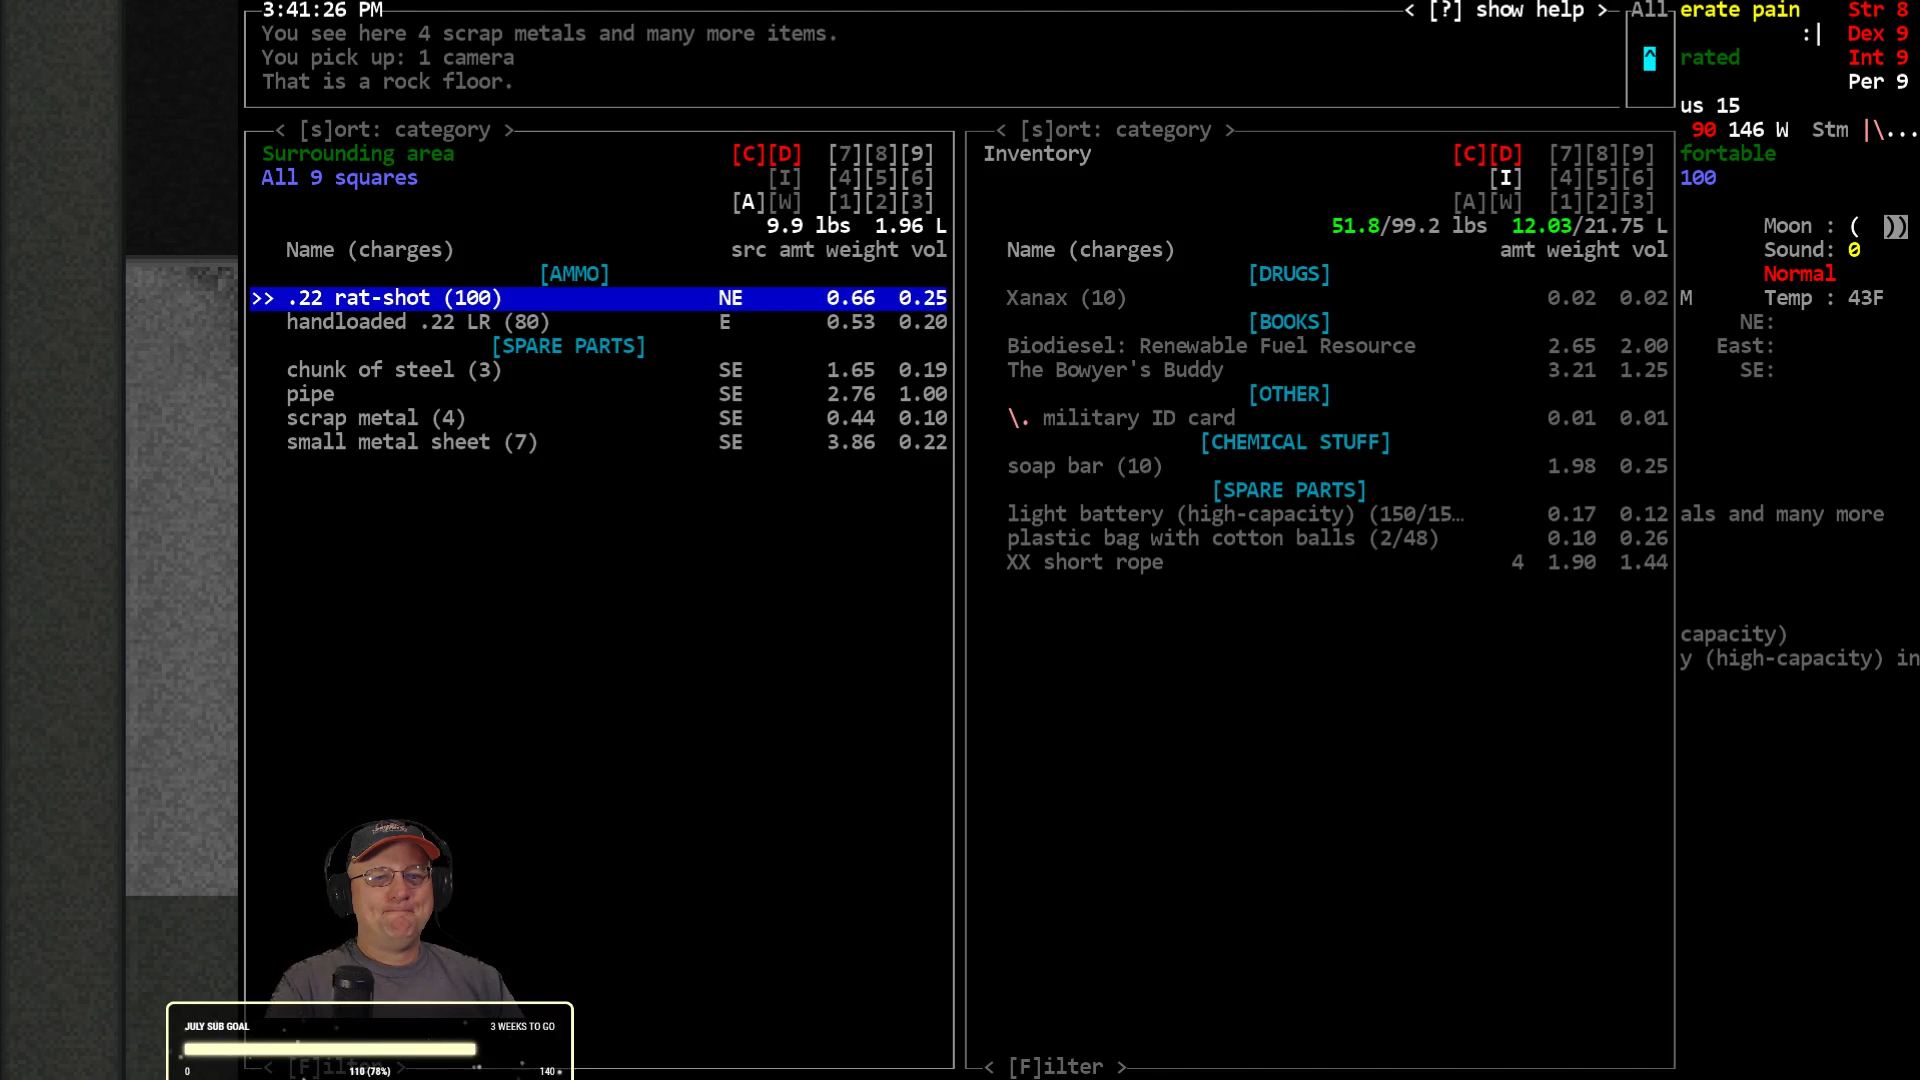 3:41:26 PM
< [?] show help >
All
You see here 4 scrap metals and many more items.
You pick up: 1 camera
That is a rock floor.
^
erate pain Str 8
:| Dex 9
rated Int 9
Per 9
us 15
90 146 W Stm |\...
fortable
100
Moon : ( ))
Sound: 0
Normal
M Temp : 43F
NE:
East:
SE:
als and many more
capacity)
y (high-capacity) in
< [s]ort: category >
Surrounding area [C][D] [7][8][9]
All 9 squares [I] [4][5][6]
[A][W] [1][2][3]
9.9 lbs 1.96 L
Name (charges) src amt weight vol
[AMMO]
>> .22 rat-shot (100) NE 0.66 0.25
handloaded .22 LR (80) E 0.53 0.20
[SPARE PARTS]
chunk of steel (3) SE 1.65 0.19
pipe SE 2.76 1.00
scrap metal (4) SE 0.44 0.10
small metal sheet (7) SE 3.86 0.22
< [s]ort: category >
Inventory [C][D] [7][8][9]
[I] [4][5][6]
[A][W] [1][2][3]
51.8/99.2 lbs 12.03/21.75 L
Name (charges) amt weight vol
[DRUGS]
Xanax (10) 0.02 0.02
[BOOKS]
Biodiesel: Renewable Fuel Resource 2.65 2.00
The Bowyer's Buddy 3.21 1.25
[OTHER]
\. military ID card 0.01 0.01
[CHEMICAL STUFF]
soap bar (10) 1.98 0.25
[SPARE PARTS]
light battery (high-capacity) (150/15… 0.17 0.12
plastic bag with cotton balls (2/48) 0.10 0.26
XX short rope 4 1.90 1.44
< [F]ilter >
JULY SUB GOAL 3 WEEKS TO GO
0 110 (78%) 140
< [F]il >